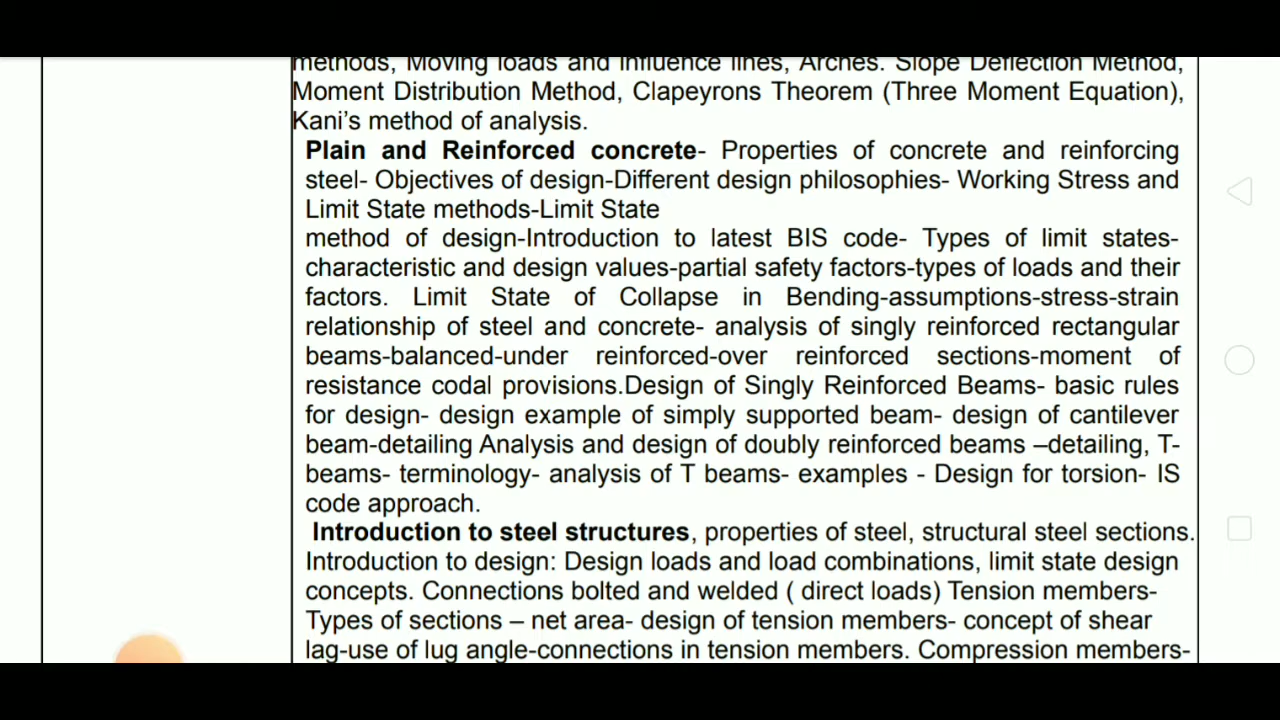 methods, Moving loads and influence lines, Arches. Slope Deflection Method,
Moment Distribution Method, Clapeyrons Theorem (Three Moment Equation),
Kani’s method of analysis.
Plain and Reinforced concrete- Properties of concrete and reinforcing
steel- Objectives of design-Different design philosophies- Working Stress and
Limit State methods-Limit State
method of design-Introduction to latest BIS code- Types of limit states-
characteristic and design values-partial safety factors-types of loads and their
factors. Limit State of Collapse in Bending-assumptions-stress-strain
relationship of steel and concrete- analysis of singly reinforced rectangular
beams-balanced-under reinforced-over reinforced sections-moment of
resistance codal provisions.Design of Singly Reinforced Beams- basic rules
for design- design example of simply supported beam- design of cantilever
beam-detailing Analysis and design of doubly reinforced beams –detailing, T-
beams- terminology- analysis of T beams- examples - Design for torsion- IS
code approach.
Introduction to steel structures, properties of steel, structural steel sections.
Introduction to design: Design loads and load combinations, limit state design
concepts. Connections bolted and welded ( direct loads) Tension members-
Types of sections – net area- design of tension members- concept of shear
lag-use of lug angle-connections in tension members. Compression members-